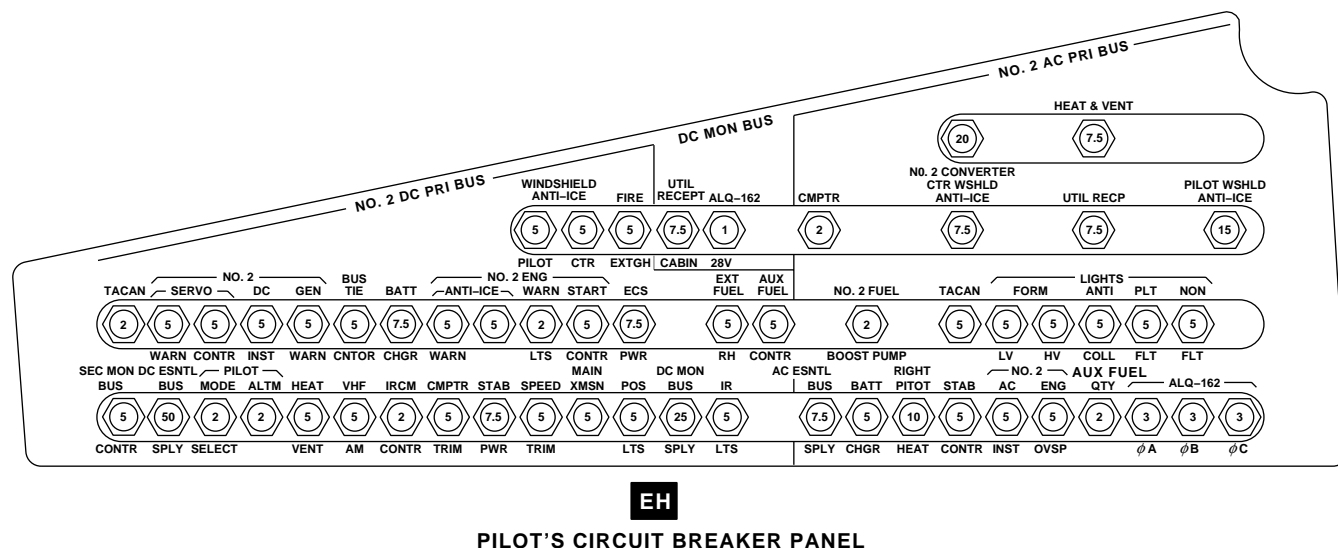 NO. 2 AC PRI BUS
DC MON BUS
NO. 2 DC PRI BUS
HEAT & VENT
20 7.5
N0. 2 CONVERTER
WINDSHIELD UTIL CTR WSHLD PILOT WSHLD
ANTI-ICE FIRE RECEPT ALQ-162 CMPTR ANTI-ICE UTIL RECP ANTI-ICE
5 5 5 7.5 1 2 7.5 7.5 15
PILOT CTR EXTGH CABIN 28V
NO. 2 BUS NO. 2 ENG EXT AUX LIGHTS
TACAN SERVO DC GEN TIE BATT ANTI-ICE WARN START ECS FUEL FUEL NO. 2 FUEL TACAN FORM ANTI PLT NON
2 5 5 5 5 5 7.5 5 5 2 5 7.5 5 5 2 5 5 5 5 5 5
WARN CONTR INST WARN CNTOR CHGR WARN LTS CONTR PWR RH CONTR BOOST PUMP LV HV COLL FLT FLT
SEC MON DC ESNTL PILOT MAIN DC MON AC ESNTL RIGHT NO. 2 AUX FUEL ALQ-162
BUS BUS MODE ALTM HEAT VHF IRCM CMPTR STAB SPEED XMSN POS BUS IR BUS BATT PITOT STAB AC ENG QTY
5 50 2 2 5 5 2 5 7.5 5 5 5 25 5 7.5 5 10 5 5 5 2 3 3 3
CONTR SPLY SELECT VENT AM CONTR TRIM PWR TRIM LTS SPLY LTS SPLY CHGR HEAT CONTR INST OVSP ϕA ϕB ϕC
EH
PILOT'S CIRCUIT BREAKER PANEL